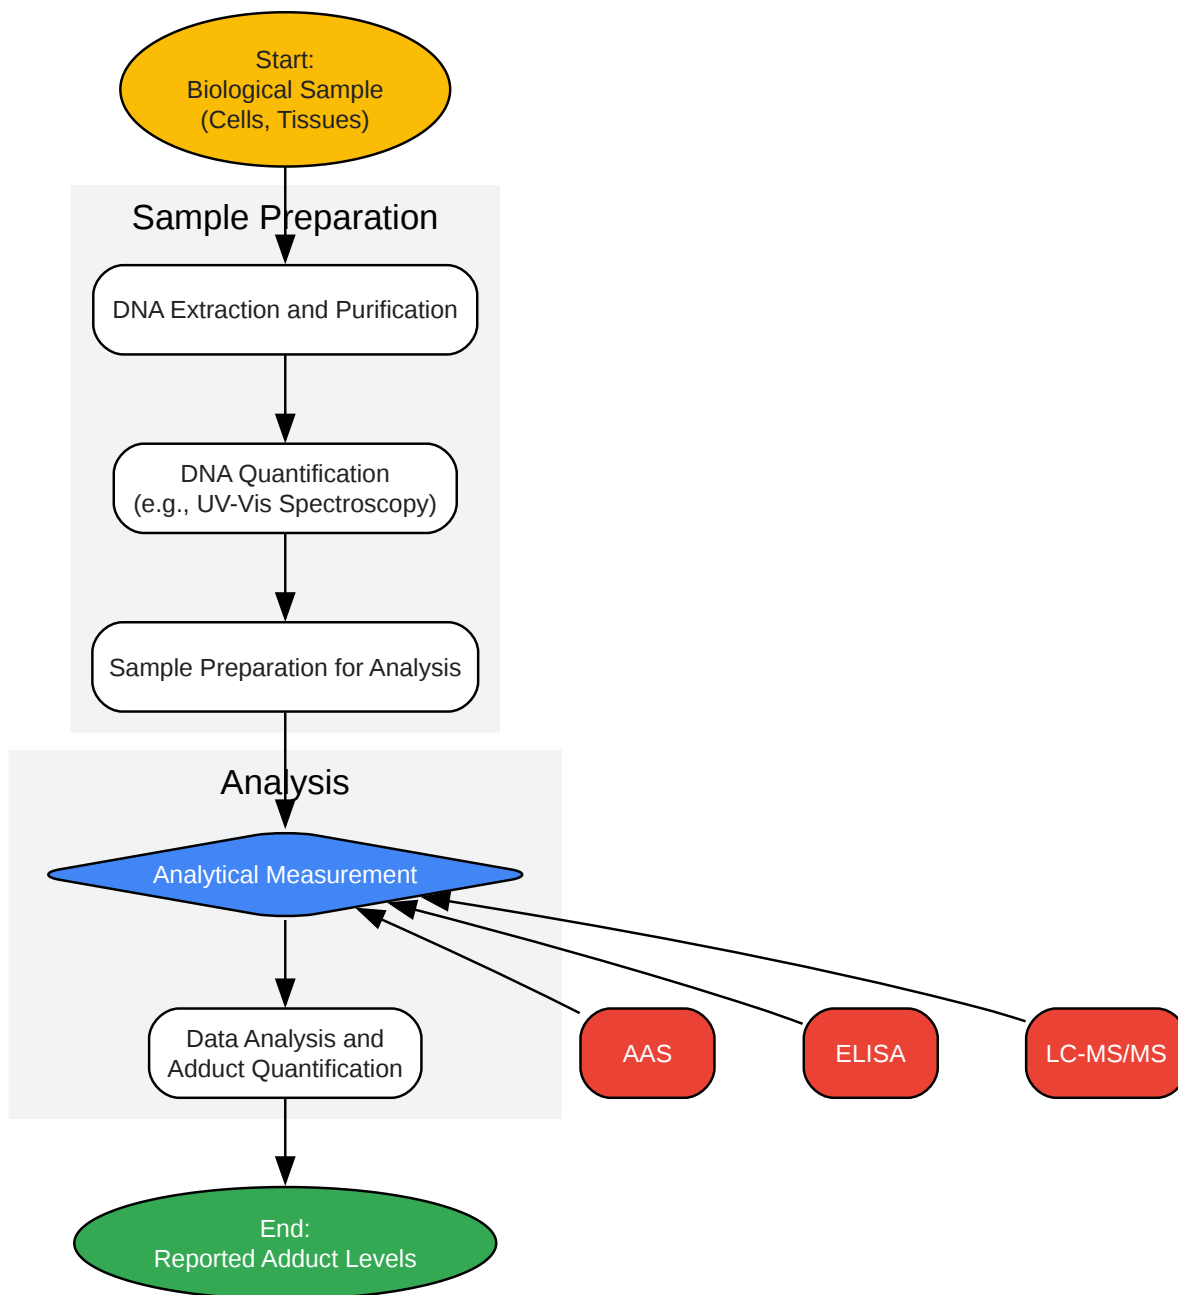 Start:
Biological Sample
(Cells, Tissues)
Sample Preparation
DNA Extraction and Purification
DNA Quantification
(e.g., UV-Vis Spectroscopy)
Sample Preparation for Analysis
Analysis
Analytical Measurement
Data Analysis and
Adduct Quantification
AAS
ELISA
LC-MS/MS
End:
Reported Adduct Levels